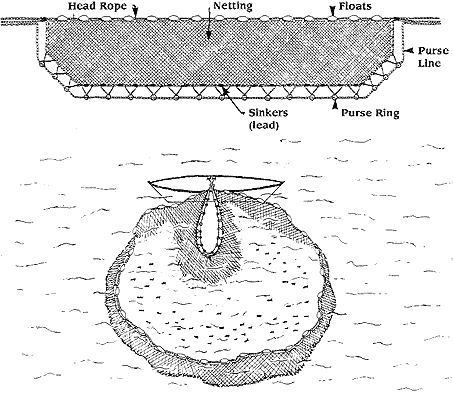 Head Rope
Netting
Floats
Purse
Line
Sinkers
(lead)
Purse Ring